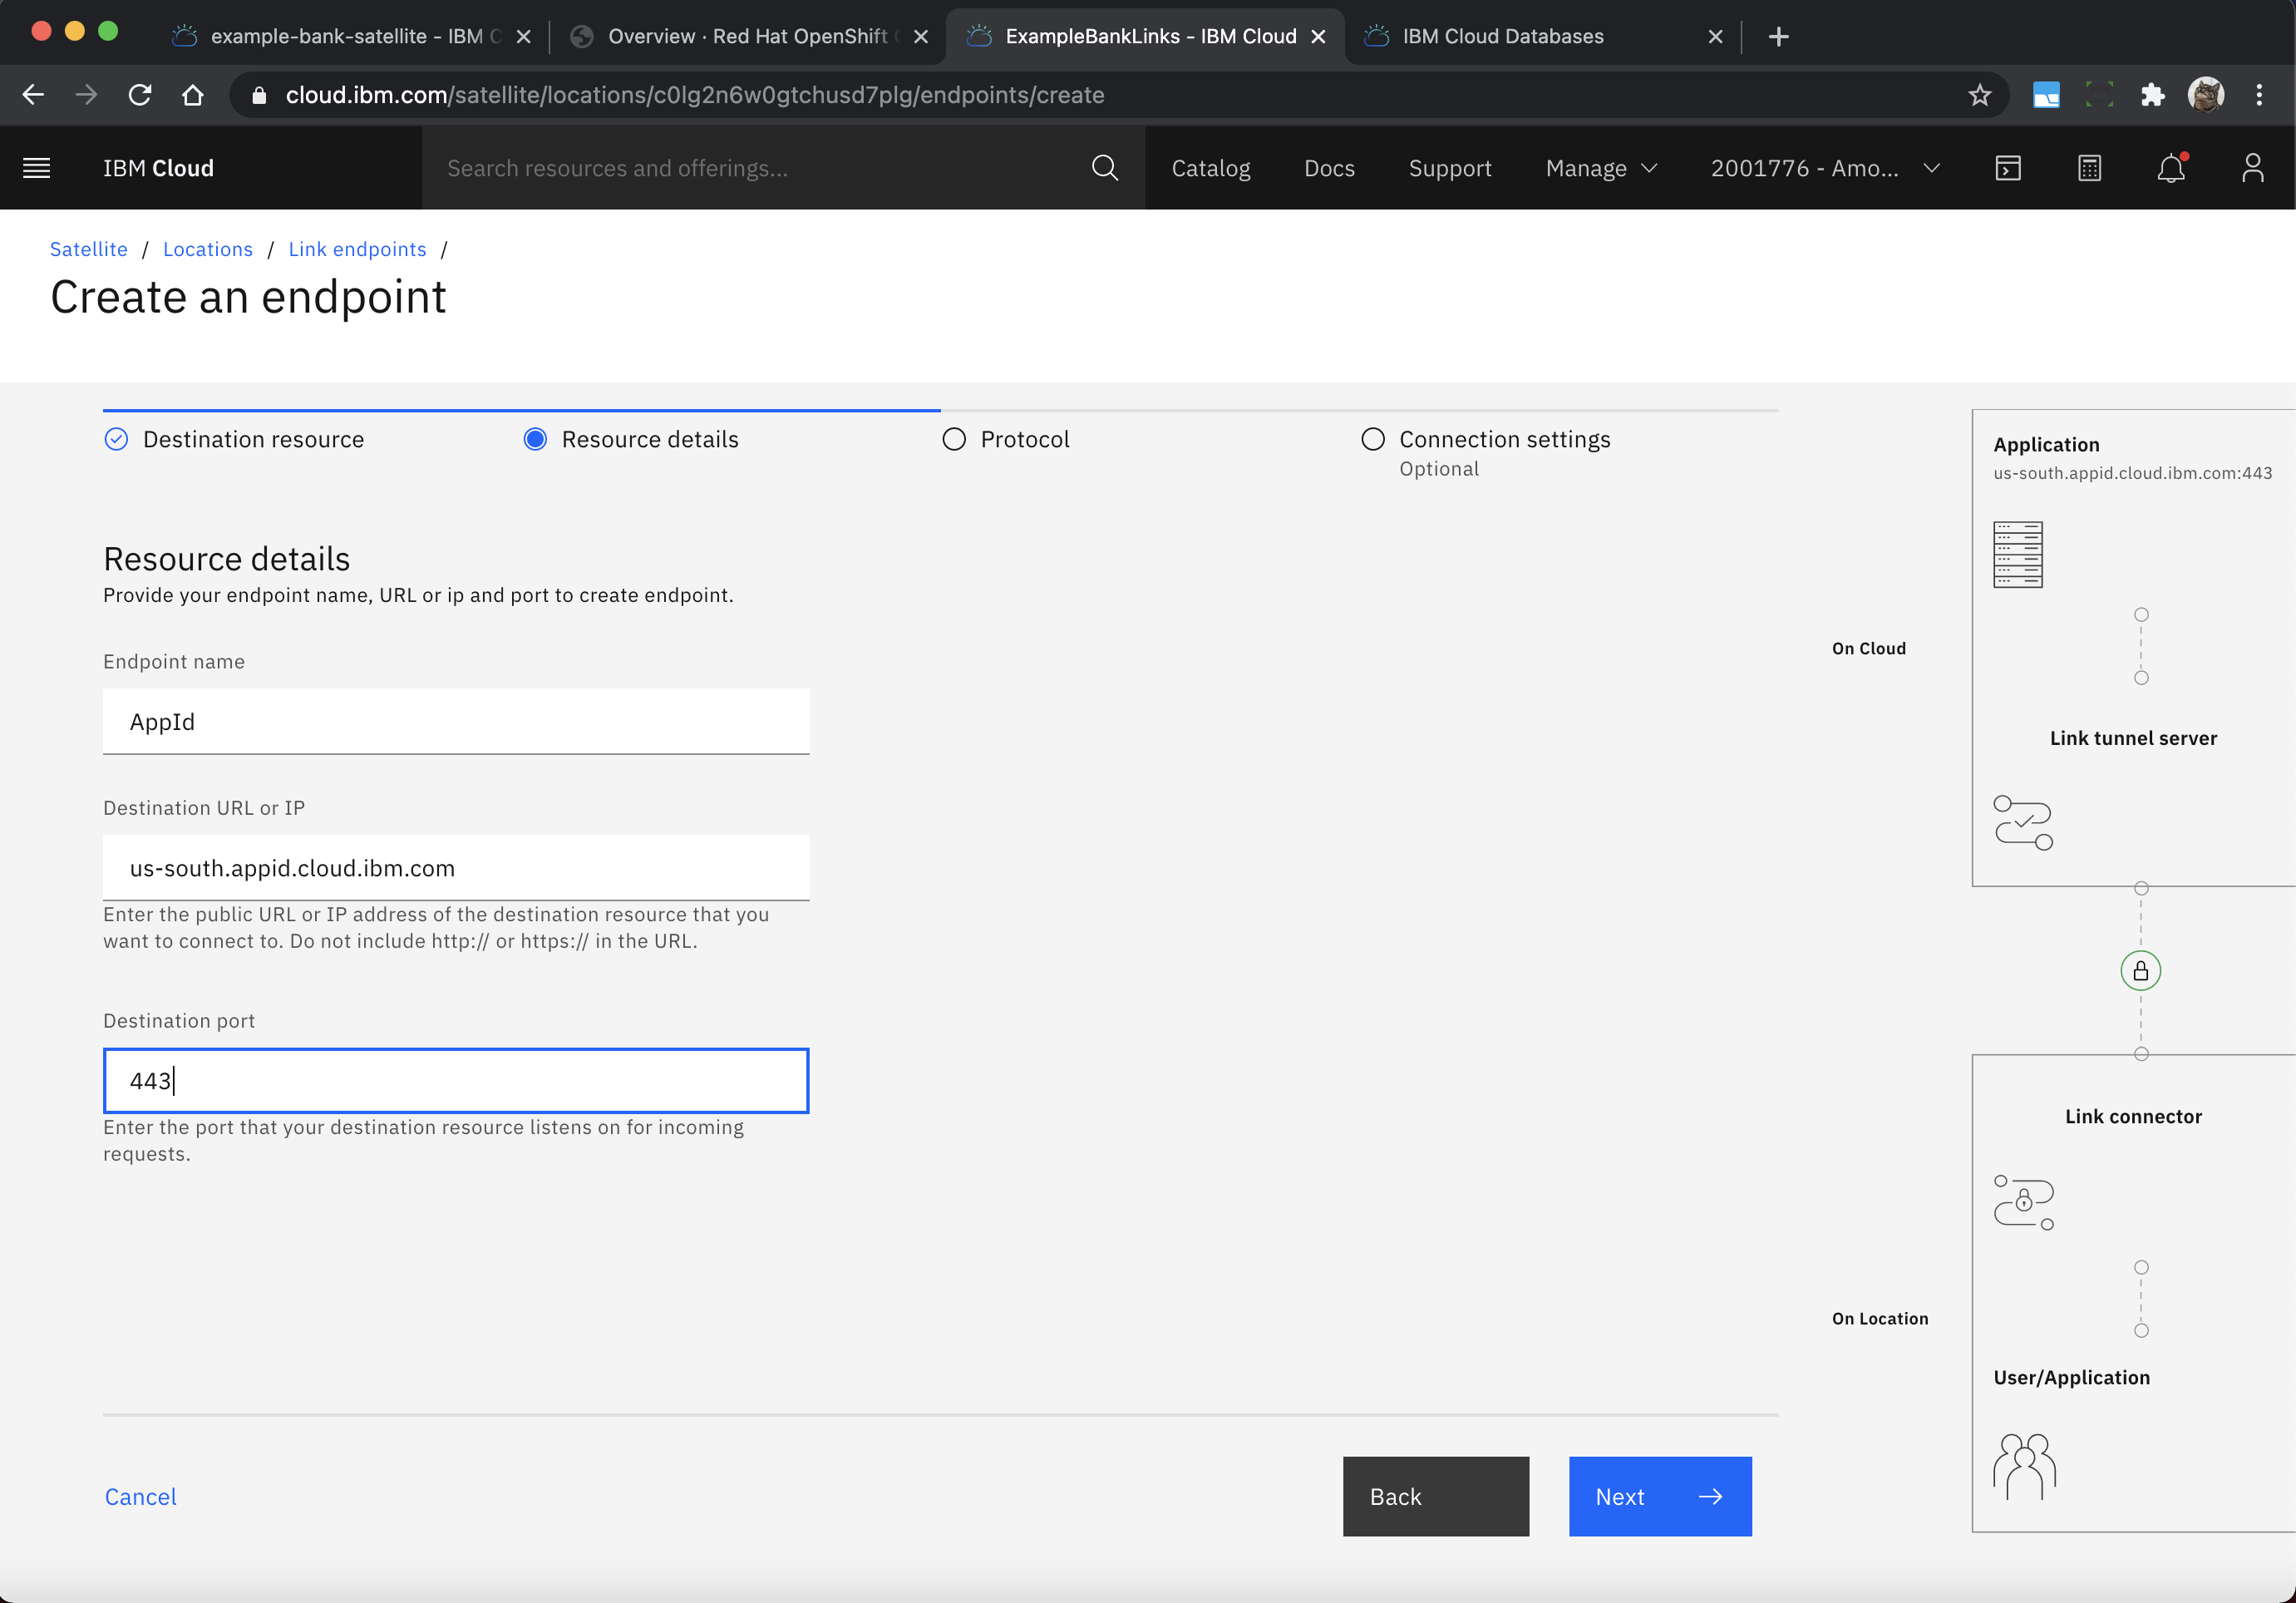 example-bank-satellite - IBM C
Overview · Red Hat OpenShift
ExampleBankLinks - IBM Cloud
IBM Cloud Databases
cloud.ibm.com/satellite/locations/c0lg2n6w0gtchusd7plg/endpoints/create
IBM Cloud
Search resources and offerings...
Catalog
Docs
Support
Manage
2001776 - Amo...
Satellite / Locations / Link endpoints /
Create an endpoint
Destination resource
Resource details
Protocol
Connection settings
Optional
Resource details
Provide your endpoint name, URL or ip and port to create endpoint.
Endpoint name
AppId
Destination URL or IP
us-south.appid.cloud.ibm.com
Enter the public URL or IP address of the destination resource that you
want to connect to. Do not include http:// or https:// in the URL.
Destination port
443
Enter the port that your destination resource listens on for incoming
requests.
Cancel
Back
Next
On Cloud
Application
us-south.appid.cloud.ibm.com:443
Link tunnel server
Link connector
On Location
User/Application